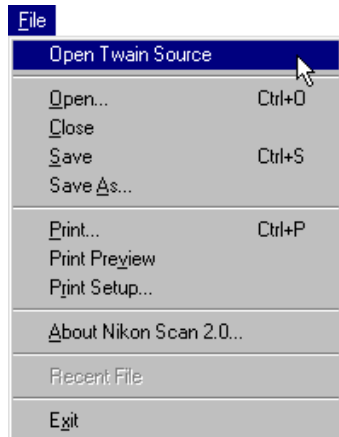 File
Open Twain Source
Open... Ctrl+O
Close
Save Ctrl+S
Save As...
Print... Ctrl+P
Print Preview
Print Setup...
About Nikon Scan 2.0...
Recent File
Exit